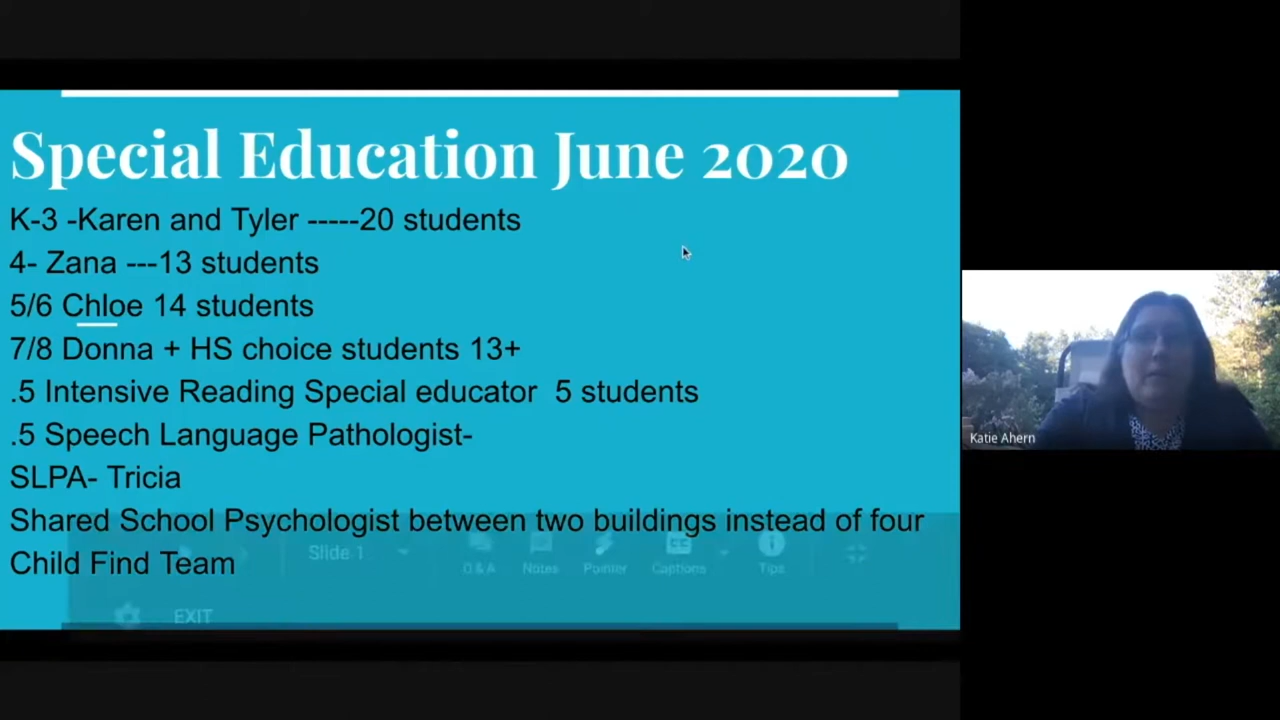 Special Education June 2020
K-3 -Karen and Tyler -----20 students
4- Zana ---13 students
5/6 Chloe 14 students
7/8 Donna + HS choice students 13+
.5 Intensive Reading Special educator 5 students
.5 Speech Language Pathologist-
SLPA- Tricia
Shared School Psychologist between two buildings instead of four
Child Find Team
Slide 1
Q & A Notes Pointer Captions Tips
EXIT
Katie Ahern